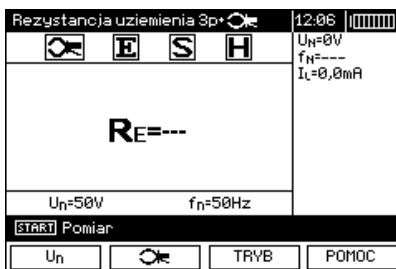 Rezystancja uziemienia 3p+ 12:06
E S H
UN=0V
fN=---
IL=0,0mA
RE=---
Un=50V fn=50Hz
START Pomiar
Un TRYB POMOC